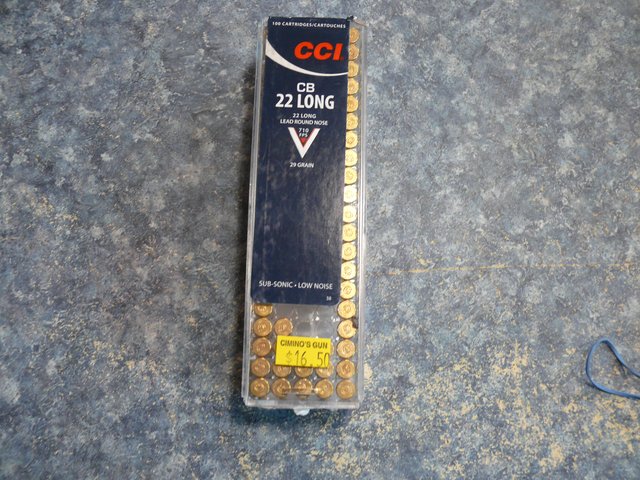 100 CARTRIDGES/CARTOUCHES
CCI
CB
22 LONG
22 LONG
LEAD ROUND NOSE
710
FPS
29 GRAIN
SUB-SONIC • LOW NOISE
38
CIMINO'S GUN
$16.50